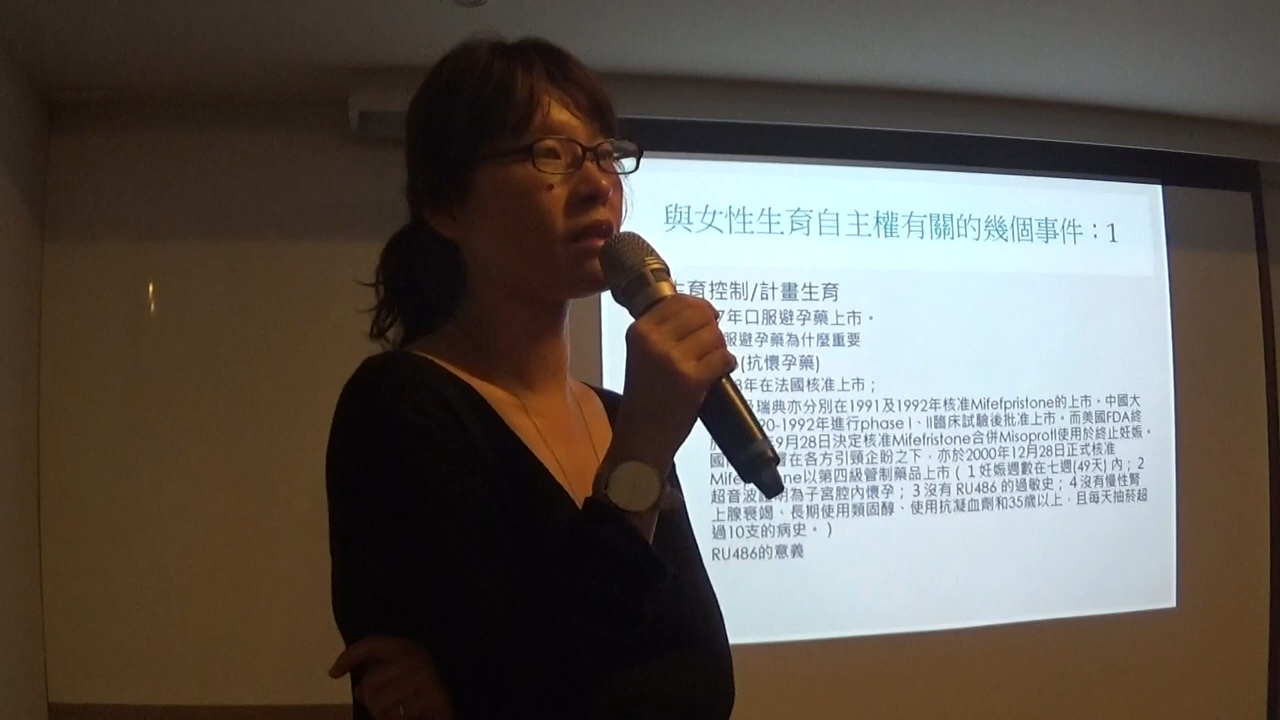 與女性生育自主權有關的幾個事件：1
生育控制/計畫生育
7年口服避孕藥上市。
服避孕藥為什麼重要
(抗懷孕藥)
年在法國核准上市；
及瑞典亦分別在1991及1992年核准Mifefpristone的上市，中國大
90-1992年進行phase I、II臨床試驗後批准上市。而美國FDA終
年9月28日決定核准Mifefristone合併Misoprotl使用於終止妊娠。
國 在各方引頸企盼之下，亦於2000年12月28日正式核准
Mifep 以第四級管制藥品上市（１妊娠週數在七週(49天) 內；２
超音波證明為子宮腔內懷孕；３沒有 RU486 的過敏史；４沒有慢性腎
上腺衰竭、長期使用類固醇、使用抗凝血劑和35歲以上，且每天抽菸超
過10支的病史。）
RU486的意義